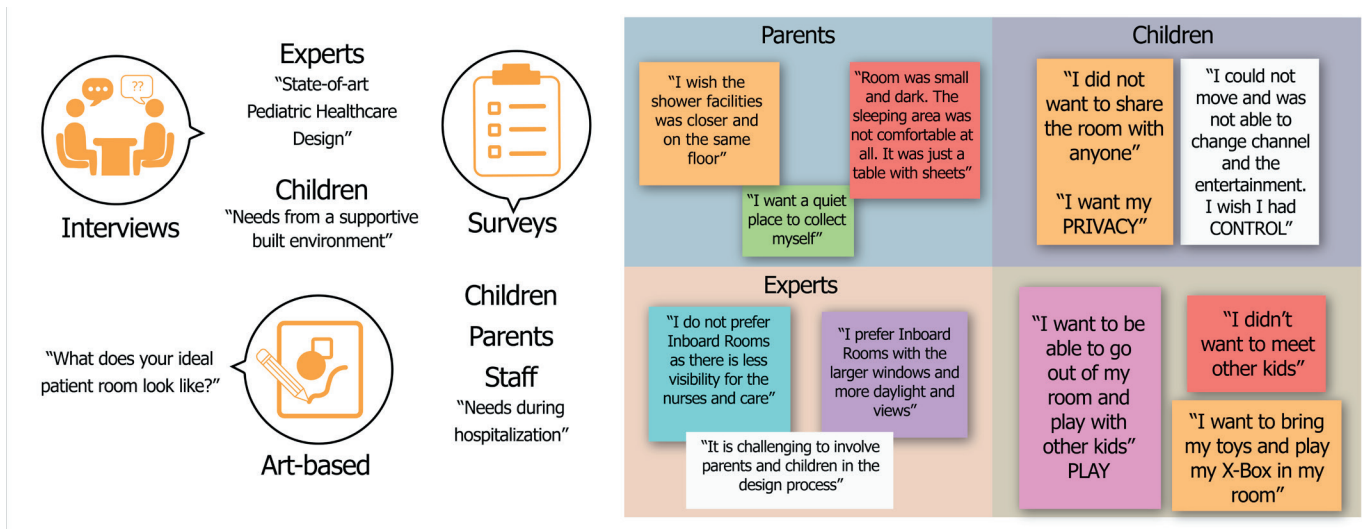 Experts
“State-of-art
Pediatric Healthcare
Design”
??
Interviews
Children
“Needs from a supportive
built environment”
Surveys
Children
Parents
Staff
“Needs during
hospitalization”
“What does your ideal
patient room look like?”
Art-based
Parents
“I wish the
shower facilities
was closer and
on the same
floor”
“Room was small
and dark. The
sleeping area was
not comfortable at
all. It was just a
table with sheets”
“I want a quiet
place to collect
myself”
Children
“I did not
want to share
the room with
anyone”
“I want my
PRIVACY”
“I could not
move and was
not able to
change channel
and the
entertainment.
I wish I had
CONTROL”
Experts
“I do not prefer
Inboard Rooms
as there is less
visibility for the
nurses and care”
“I prefer Inboard
Rooms with the
larger windows and
more daylight and
views”
“It is challenging to involve
parents and children in the
design process”
“I want to be
able to go
out of my
room and
play with
other kids”
PLAY
“I didn’t
want to meet
other kids”
“I want to bring
my toys and play
my X-Box in my
room”